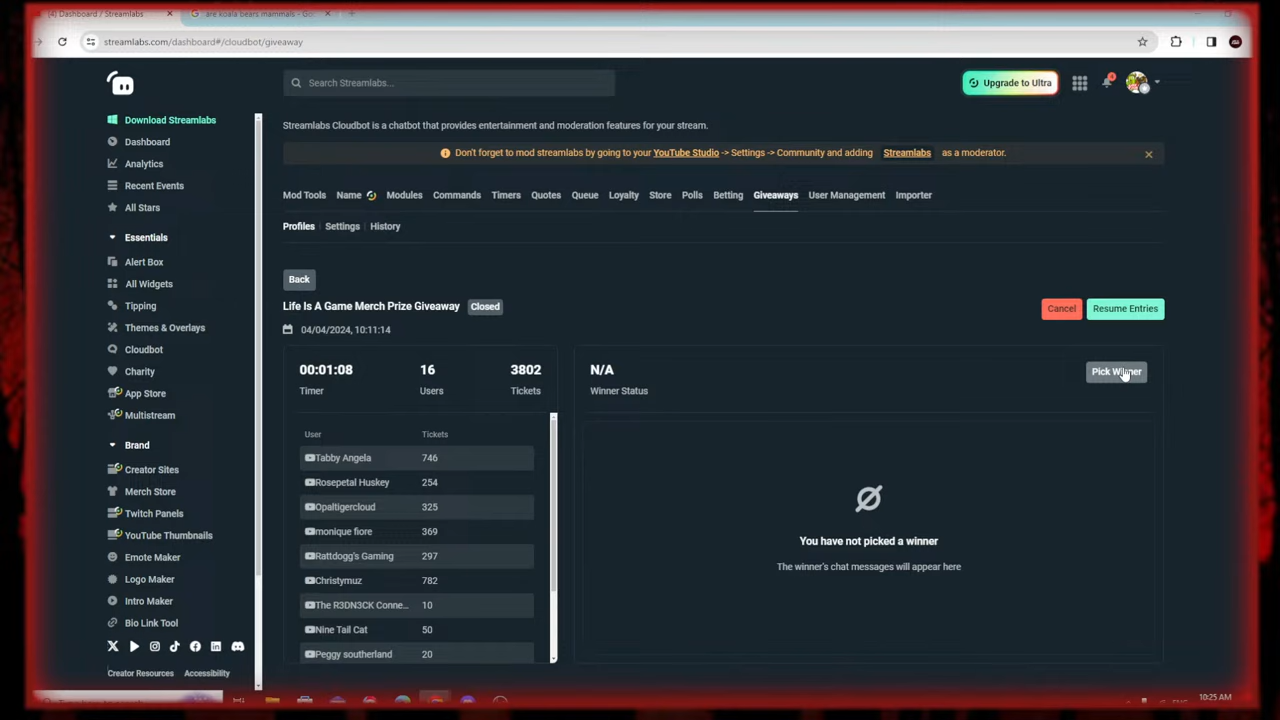 (4) Dashboard / Streamlabs
are koala bears mammals - Go
streamlabs.com/dashboard#/cloudbot/giveaway
Search Streamlabs...
Upgrade to Ultra
Download Streamlabs
Dashboard
Analytics
Recent Events
All Stars
Essentials
Alert Box
All Widgets
Tipping
Themes & Overlays
Cloudbot
Charity
App Store
Multistream
Brand
Creator Sites
Merch Store
Twitch Panels
YouTube Thumbnails
Emote Maker
Logo Maker
Intro Maker
Bio Link Tool
Creator Resources Accessibility
Streamlabs Cloudbot is a chatbot that provides entertainment and moderation features for your stream.
Don't forget to mod streamlabs by going to your YouTube Studio -> Settings -> Community and adding Streamlabs as a moderator.
Mod Tools Name Modules Commands Timers Quotes Queue Loyalty Store Polls Betting Giveaways User Management Importer
Profiles Settings History
Back
Life Is A Game Merch Prize Giveaway Closed
04/04/2024, 10:11:14
Cancel Resume Entries
00:01:08 16 3802
Timer Users Tickets
User Tickets
Tabby Angela 746
Rosepetal Huskey 254
Opaltigercloud 325
monique fiore 369
Rattdogg's Gaming 297
Christymuz 782
The R3DN3CK Conne... 10
Nine Tail Cat 50
Peggy southerland 20
N/A
Winner Status
Pick Winner
You have not picked a winner
The winner's chat messages will appear here
10:25 AM